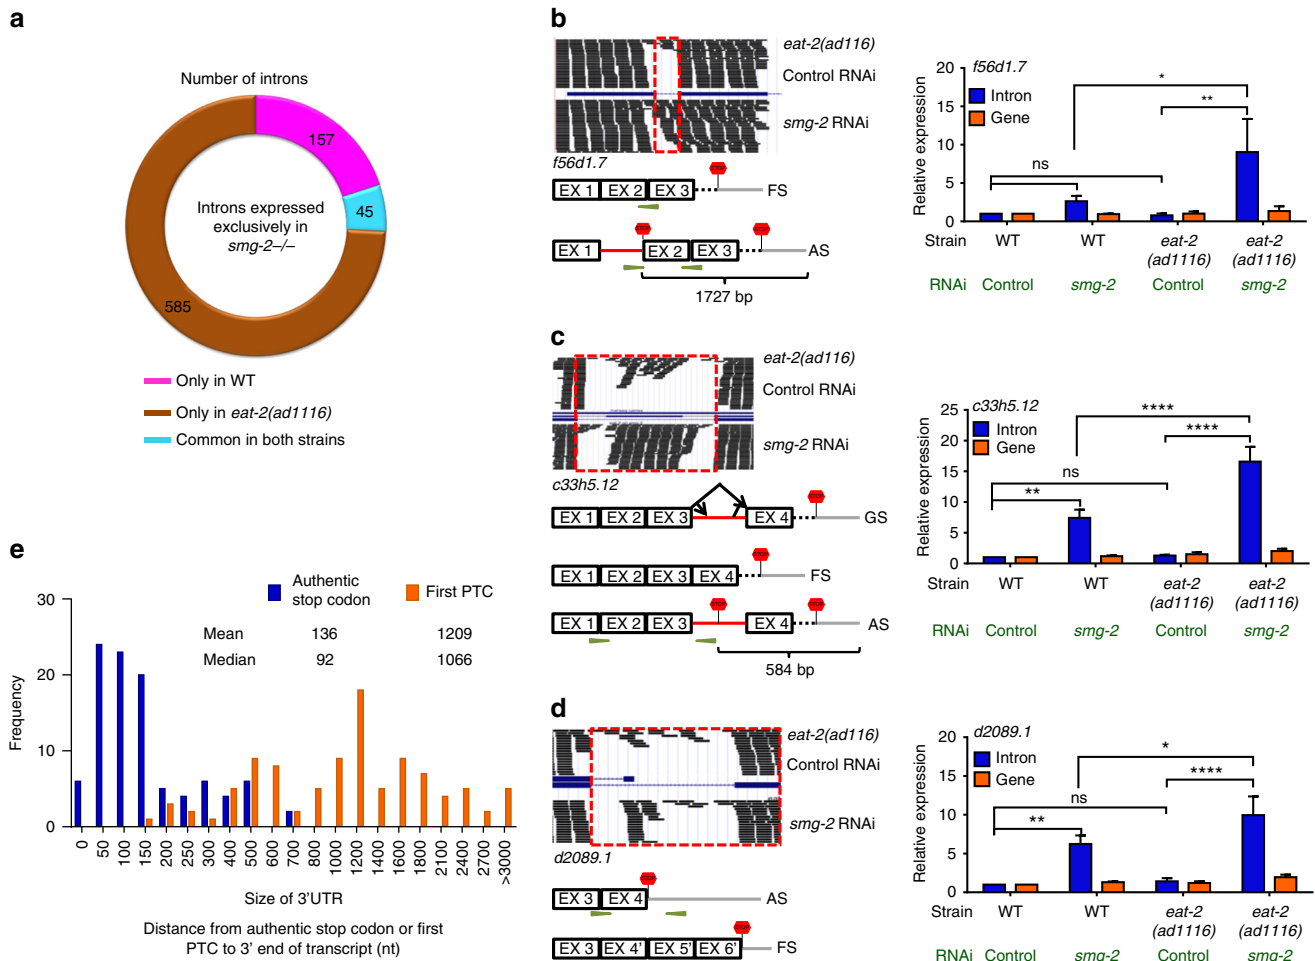 a
Number of introns
157
45
585
Introns expressed
exclusively in
smg-2–/–
Only in WT
Only in eat-2(ad1116)
Common in both strains
b
eat-2(ad116)
Control RNAi
smg-2 RNAi
f56d1.7
STOP
EX 1 EX 2 EX 3 FS
STOP STOP
EX 1 EX 2 EX 3 AS
1727 bp
f56d1.7
Intron
Gene
Relative expression
20
15
10
5
0
ns
*
**
Strain WT WT eat-2 (ad1116) eat-2 (ad1116)
RNAi Control smg-2 Control smg-2
c
eat-2(ad116)
Control RNAi
smg-2 RNAi
c33h5.12
STOP
EX 1 EX 2 EX 3 EX 4 GS
STOP
EX 1 EX 2 EX 3 EX 4 FS
STOP STOP
EX 1 EX 2 EX 3 EX 4 AS
584 bp
c33h5.12
Intron
Gene
Relative expression
25
20
15
10
5
0
**
ns
****
****
Strain WT WT eat-2 (ad1116) eat-2 (ad1116)
RNAi Control smg-2 Control smg-2
d
eat-2(ad116)
Control RNAi
smg-2 RNAi
d2089.1
STOP
EX 3 EX 4 AS
STOP
EX 3 EX 4' EX 5' EX 6' FS
d2089.1
Intron
Gene
Relative expression
20
15
10
5
0
**
ns
*
****
Strain WT WT eat-2 (ad1116) eat-2 (ad1116)
RNAi Control smg-2 Control smg-2
e
Authentic stop codon
First PTC
Mean 136 1209
Median 92 1066
Frequency
30
20
10
0
0 50 100 150 200 250 300 400 500 600 700 800 1000 1200 1400 1600 1800 2100 2400 2700 >3000
Size of 3'UTR
Distance from authentic stop codon or first
PTC to 3' end of transcript (nt)